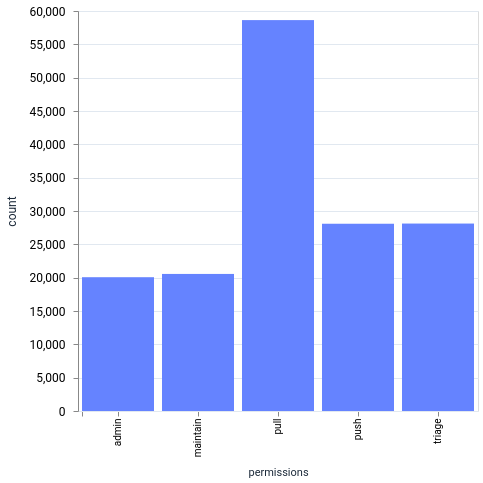 60,000
55,000
50,000
45,000
40,000
35,000
30,000
25,000
20,000
15,000
10,000
5,000
0
count
admin
maintain
pull
push
triage
permissions